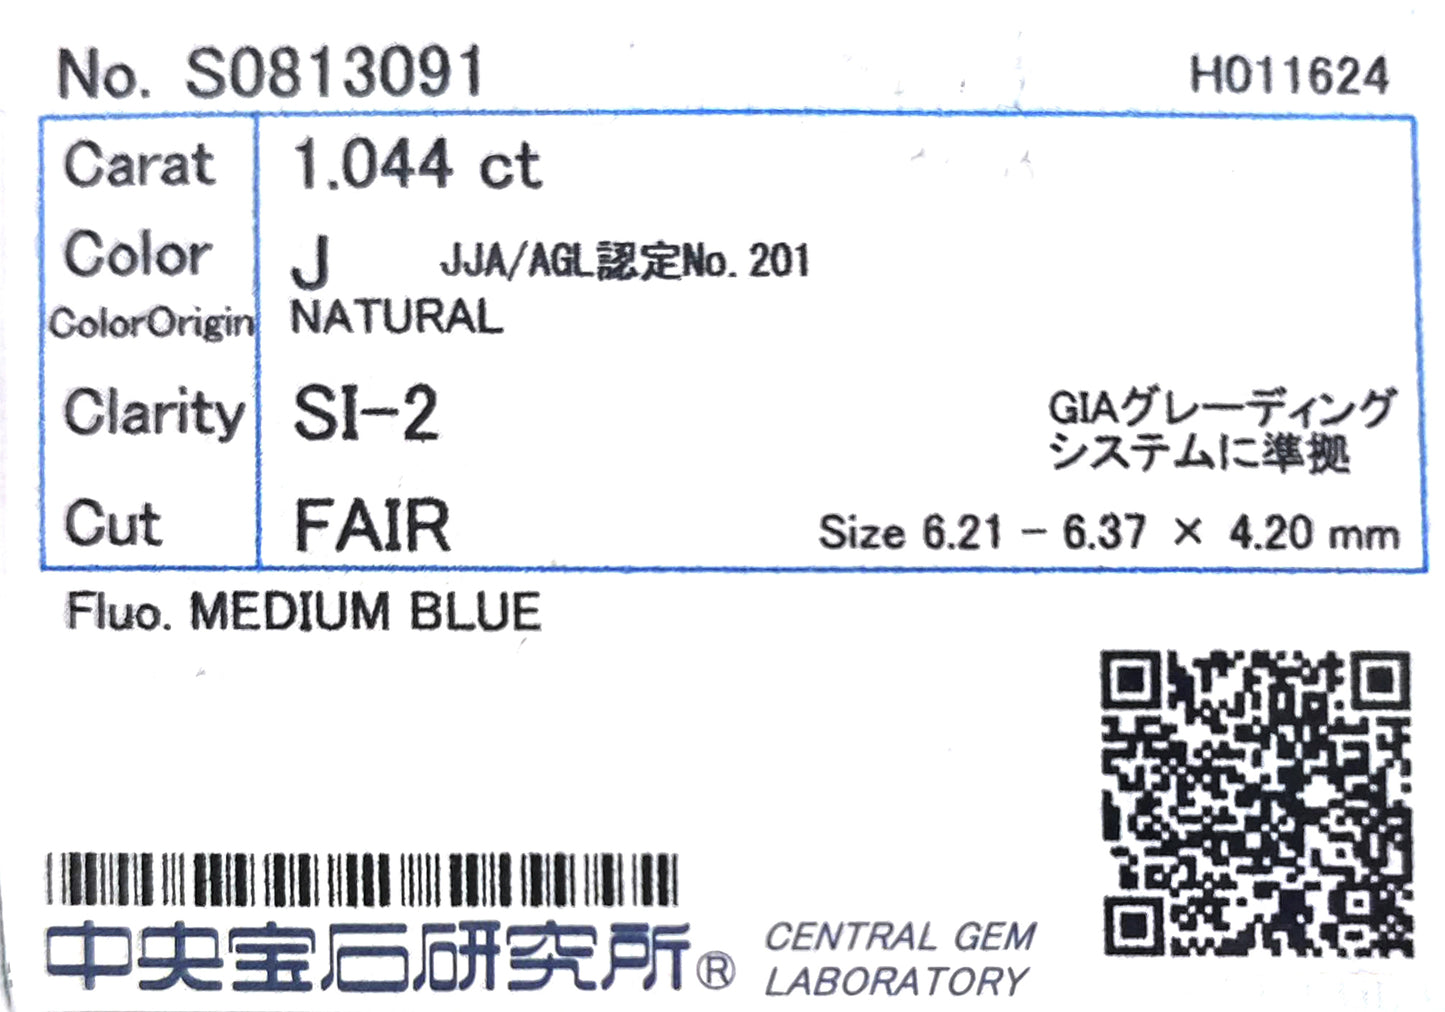 No. S0813091 H011624
Carat 1.044 ct
Color J JJA/AGL認定No. 201
ColorOrigin NATURAL
Clarity SI-2 GIAグレーディング
システムに準拠
Cut FAIR Size 6.21 - 6.37 × 4.20 mm
Fluo. MEDIUM BLUE
中央宝石研究所® CENTRAL GEM
LABORATORY